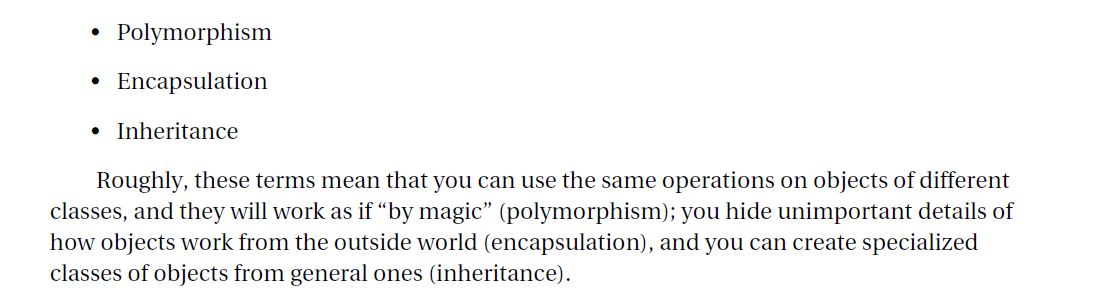 • Polymorphism
• Encapsulation
• Inheritance
Roughly, these terms mean that you can use the same operations on objects of different
classes, and they will work as if “by magic” (polymorphism); you hide unimportant details of
how objects work from the outside world (encapsulation), and you can create specialized
classes of objects from general ones (inheritance).